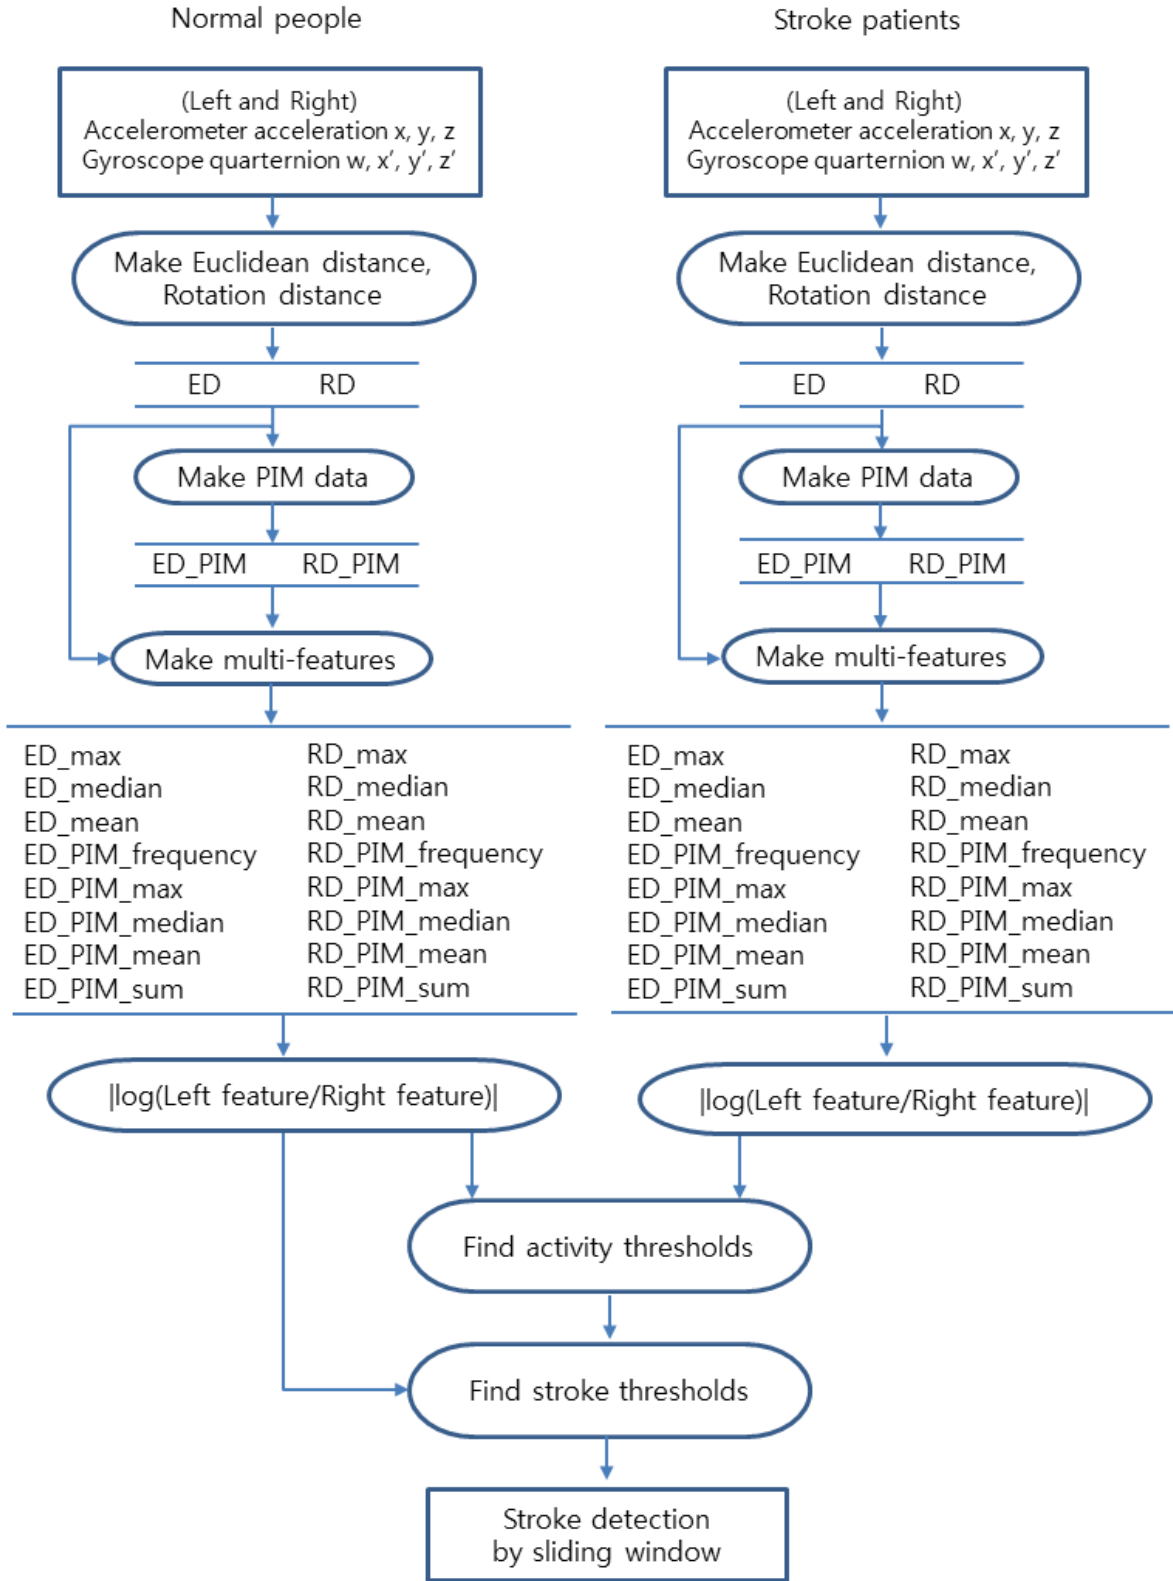 Normal people
(Left and Right)
Accelerometer acceleration x, y, z
Gyroscope quarternion w, x’, y’, z’
Make Euclidean distance,
Rotation distance
ED RD
Make PIM data
ED_PIM RD_PIM
Make multi-features
ED_max RD_max
ED_median RD_median
ED_mean RD_mean
ED_PIM_frequency RD_PIM_frequency
ED_PIM_max RD_PIM_max
ED_PIM_median RD_PIM_median
ED_PIM_mean RD_PIM_mean
ED_PIM_sum RD_PIM_sum
|log(Left feature/Right feature)|
Stroke patients
(Left and Right)
Accelerometer acceleration x, y, z
Gyroscope quarternion w, x’, y’, z’
Make Euclidean distance,
Rotation distance
ED RD
Make PIM data
ED_PIM RD_PIM
Make multi-features
ED_max RD_max
ED_median RD_median
ED_mean RD_mean
ED_PIM_frequency RD_PIM_frequency
ED_PIM_max RD_PIM_max
ED_PIM_median RD_PIM_median
ED_PIM_mean RD_PIM_mean
ED_PIM_sum RD_PIM_sum
|log(Left feature/Right feature)|
Find activity thresholds
Find stroke thresholds
Stroke detection
by sliding window